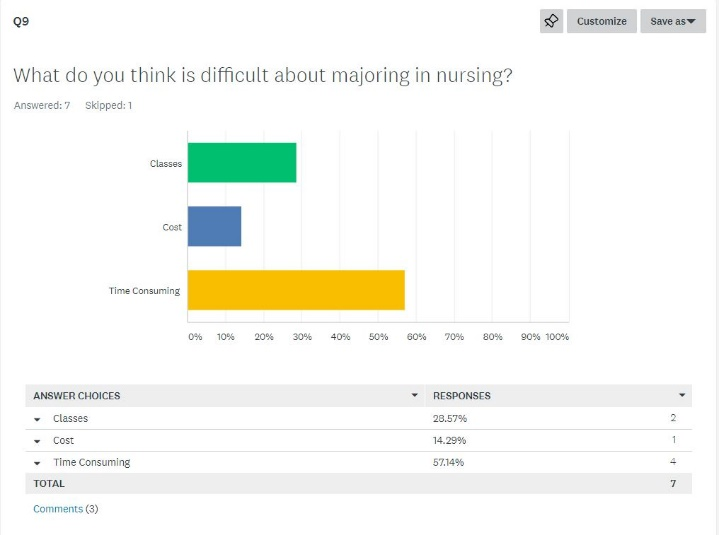 Q9 Customize Save as
What do you think is difficult about majoring in nursing?
Answered: 7 Skipped: 1
Classes
Cost
Time Consuming
0% 10% 20% 30% 40% 50% 60% 70% 80% 90% 100%
ANSWER CHOICES RESPONSES
Classes 28.57% 2
Cost 14.29% 1
Time Consuming 57.14% 4
TOTAL 7
Comments (3)